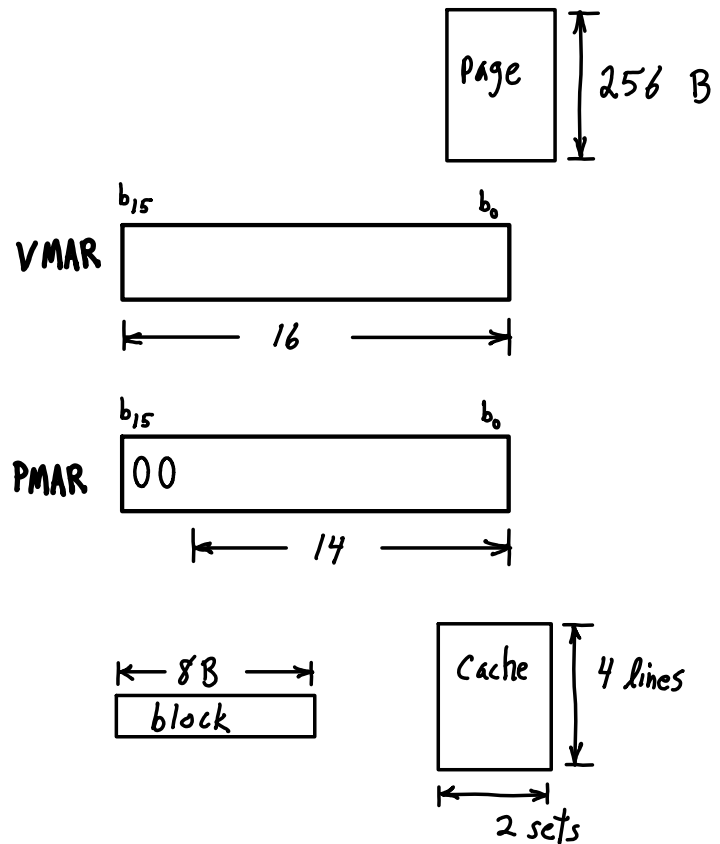 Page
256 B
b15 b0
VMAR
16
b15 b0
PMAR 00
14
8B
block
Cache
4 lines
2 sets